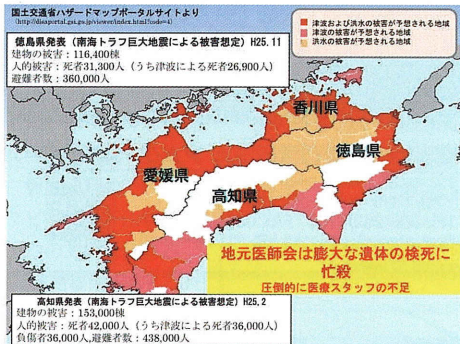 国土交通省ハザードマップポータルサイトより
(http://disaportal.gsi.go.jp/viewer/index.html?code=4)
津波および洪水の被害が予想される地域
津波の被害が予想される地域
洪水の被害が予想される地域
徳島県発表（南海トラフ巨大地震による被害想定）H25.11
建物の被害：116,400棟
人的被害：死者31,300人（うち津波による死者26,900人）
避難者数：360,000人
香川県
徳島県
愛媛県
高知県
地元医師会は膨大な遺体の検死に
忙殺
圧倒的に医療スタッフの不足
高知県発表（南海トラフ巨大地震による被害想定）H25.2
建物の被害：153,000棟
人的被害：死者42,000人（うち津波による死者36,000人）
負傷者36,000人,避難者数：438,000人